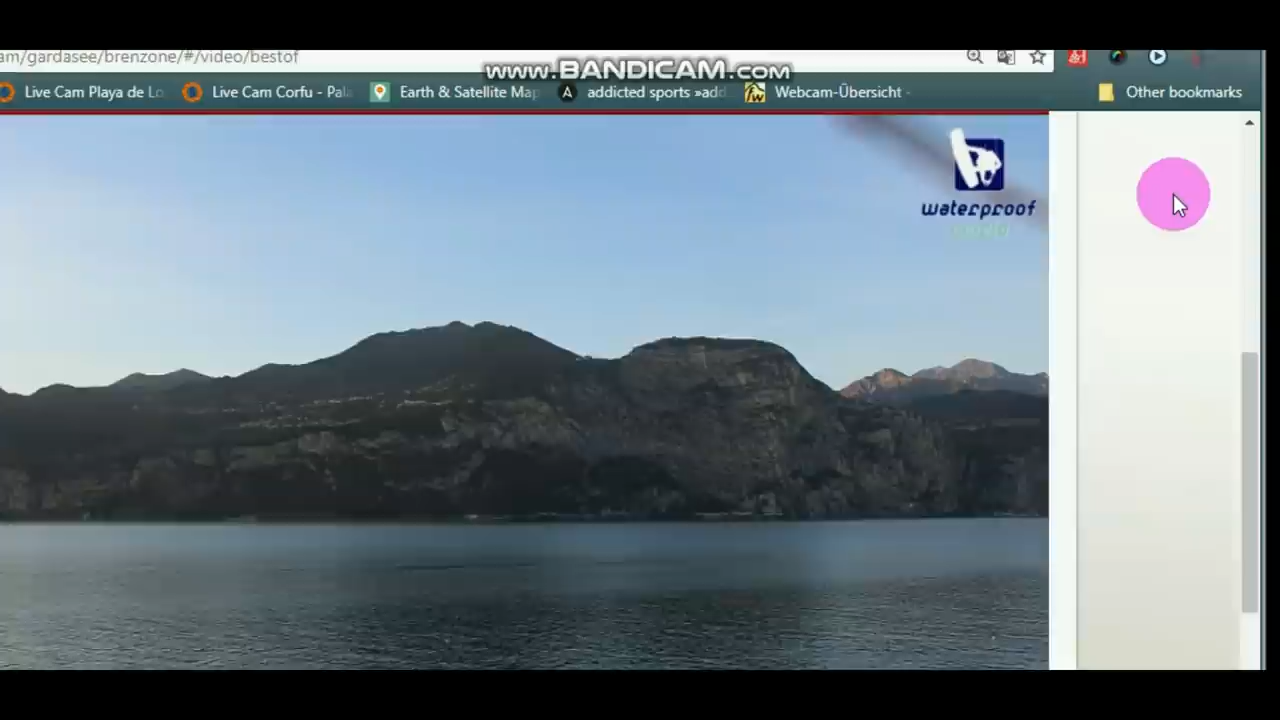 am/gardasee/brenzone/#/video/bestof
www.BANDICAM.com
Live Cam Playa de Lo
Live Cam Corfu - Pala
Earth & Satellite Map
addicted sports »add
Webcam-Übersicht -
Other bookmarks
waterproof